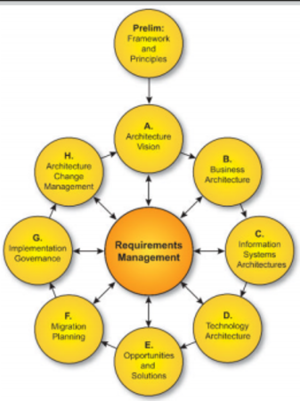 Prelim:
Framework
and
Principles
A.
Architecture
Vision
H.
Architecture
Change
Management
B.
Business
Architecture
G.
Implementation
Governance
Requirements
Management
C.
Information
Systems
Architectures
F.
Migration
Planning
D.
Technology
Architecture
E.
Opportunities
and
Solutions